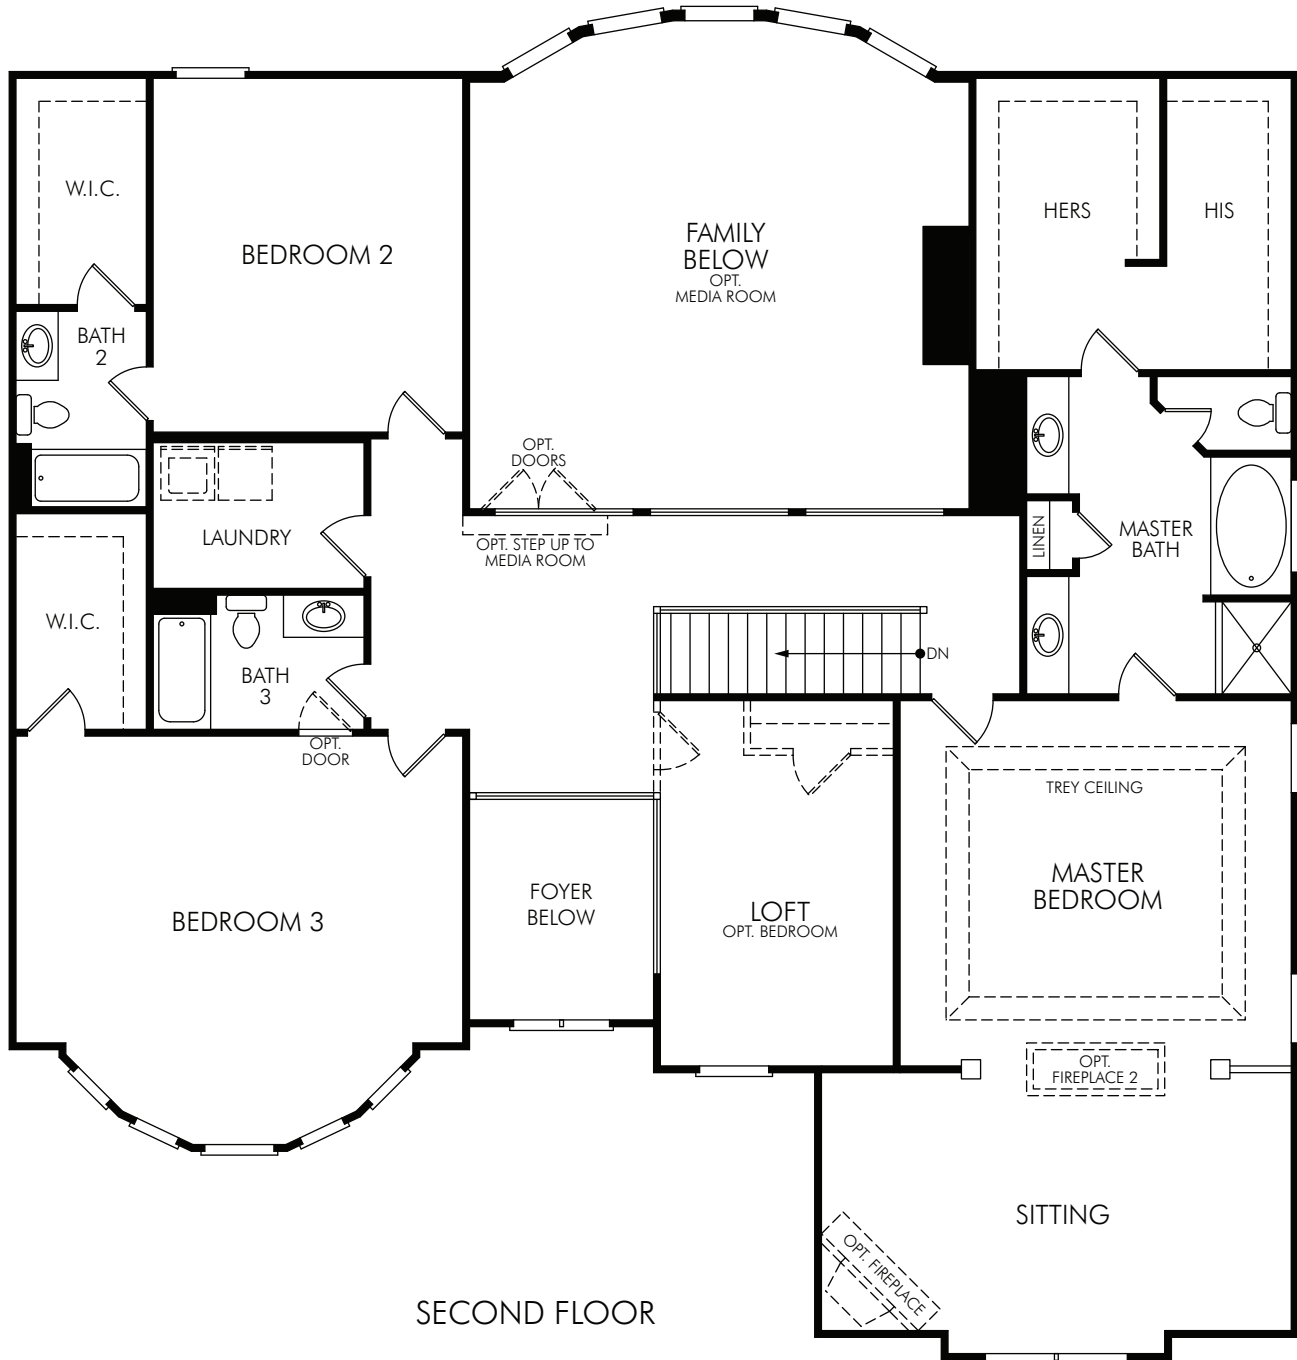 W.I.C.
BEDROOM 2
FAMILY
BELOW
OPT.
MEDIA ROOM
HERS
HIS
BATH
2
OPT.
DOORS
LAUNDRY
OPT. STEP UP TO
MEDIA ROOM
LINEN
MASTER
BATH
W.I.C.
BATH
3
DN
OPT.
DOOR
TREY CEILING
MASTER
BEDROOM
FOYER
BELOW
LOFT
OPT. BEDROOM
BEDROOM 3
OPT.
FIREPLACE 2
SITTING
OPT. FIREPLACE
SECOND FLOOR